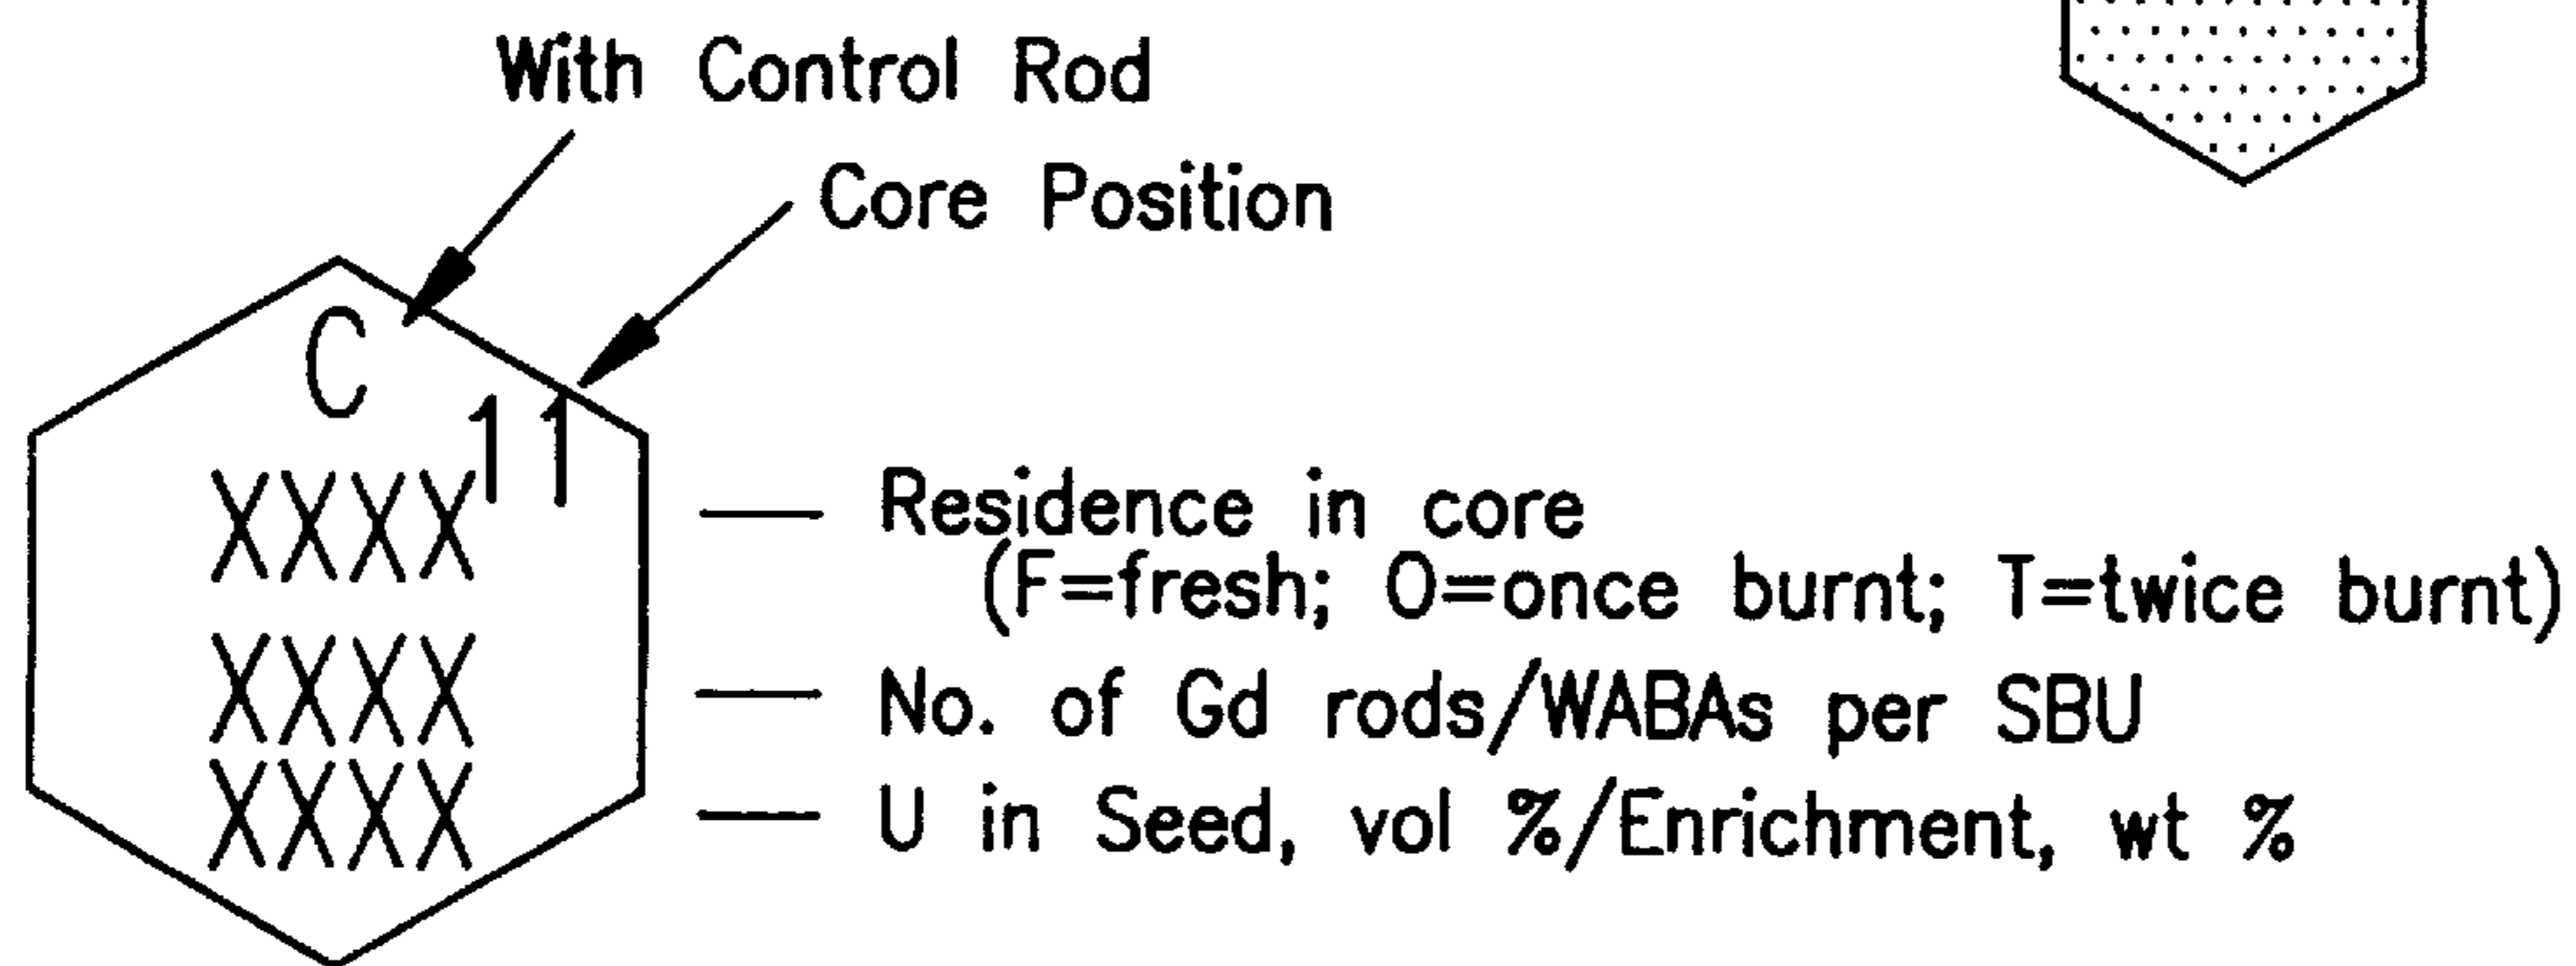 With Control Rod
Core Position
C
11
XXXX
Residence in core
(F=fresh; O=once burnt; T=twice burnt)
XXXX
No. of Gd rods/WABAs per SBU
XXXX
U in Seed, vol %/Enrichment, wt %